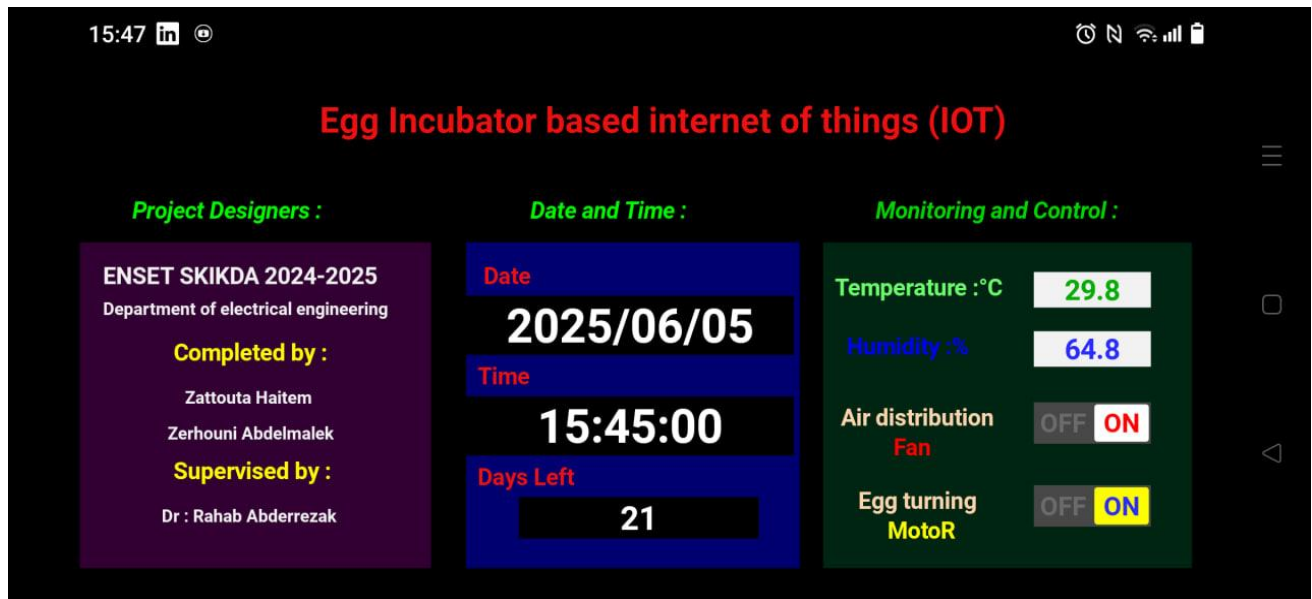 15:47 in
Egg Incubator based internet of things (IOT)
Project Designers :
ENSET SKIKDA 2024-2025
Department of electrical engineering
Completed by :
Zattouta Haitem
Zerhouni Abdelmalek
Supervised by :
Dr : Rahab Abderrezak
Date and Time :
Date
2025/06/05
Time
15:45:00
Days Left
21
Monitoring and Control :
Temperature :°C 29.8
Humidity :% 64.8
Air distribution
Fan
OFF ON
Egg turning
MotoR
OFF ON